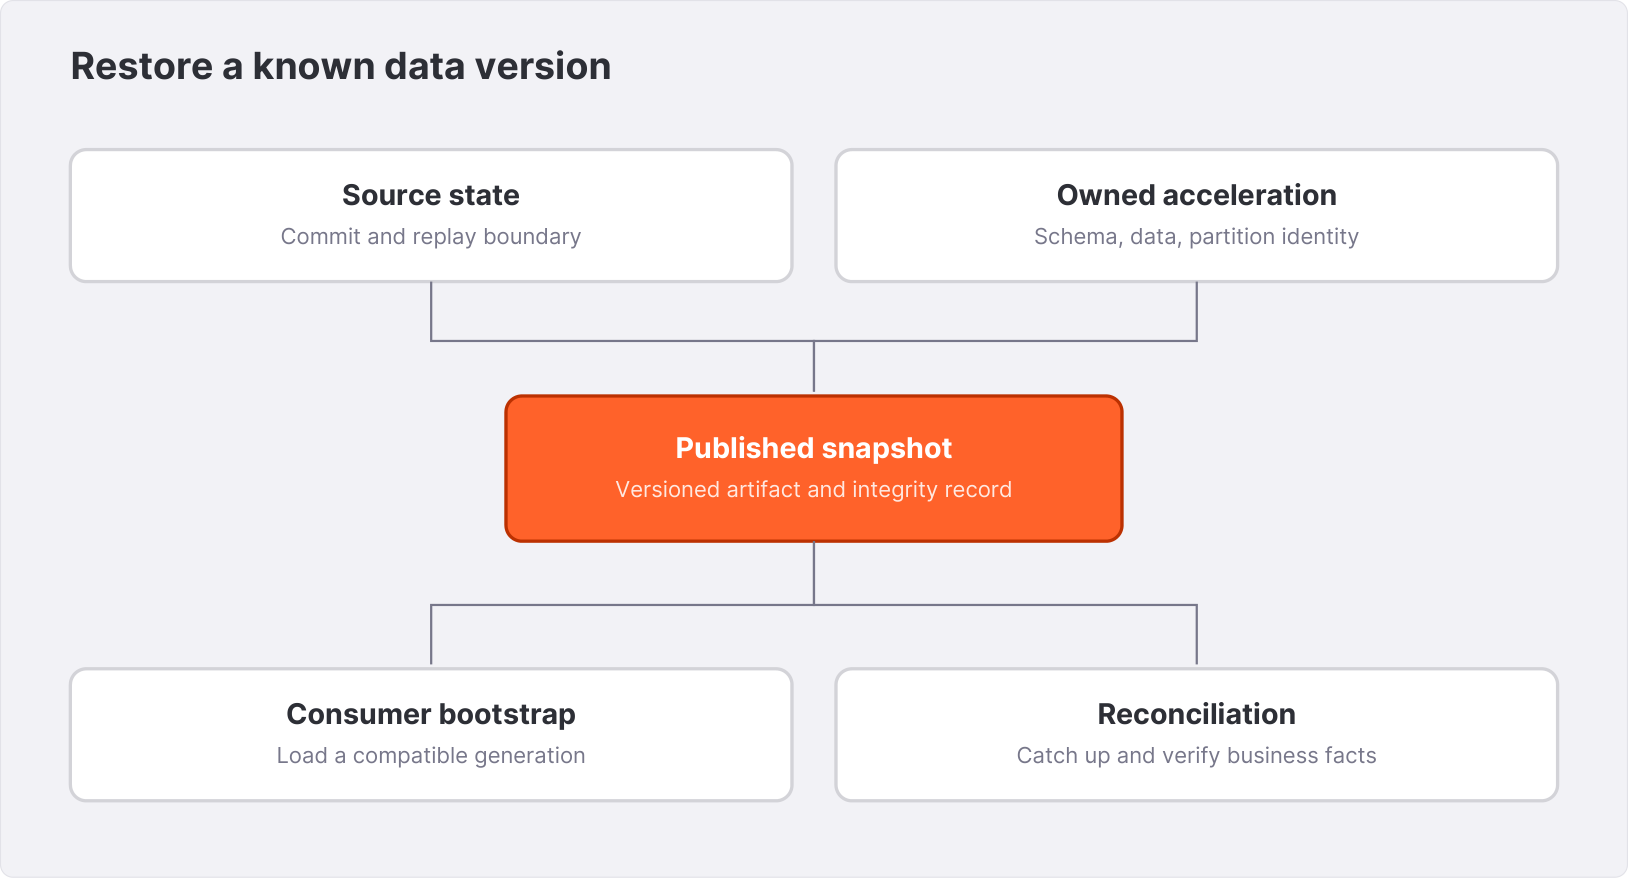 Restore a known data version
Source state
Commit and replay boundary
Owned acceleration
Schema, data, partition identity
Published snapshot
Versioned artifact and integrity record
Consumer bootstrap
Load a compatible generation
Reconciliation
Catch up and verify business facts